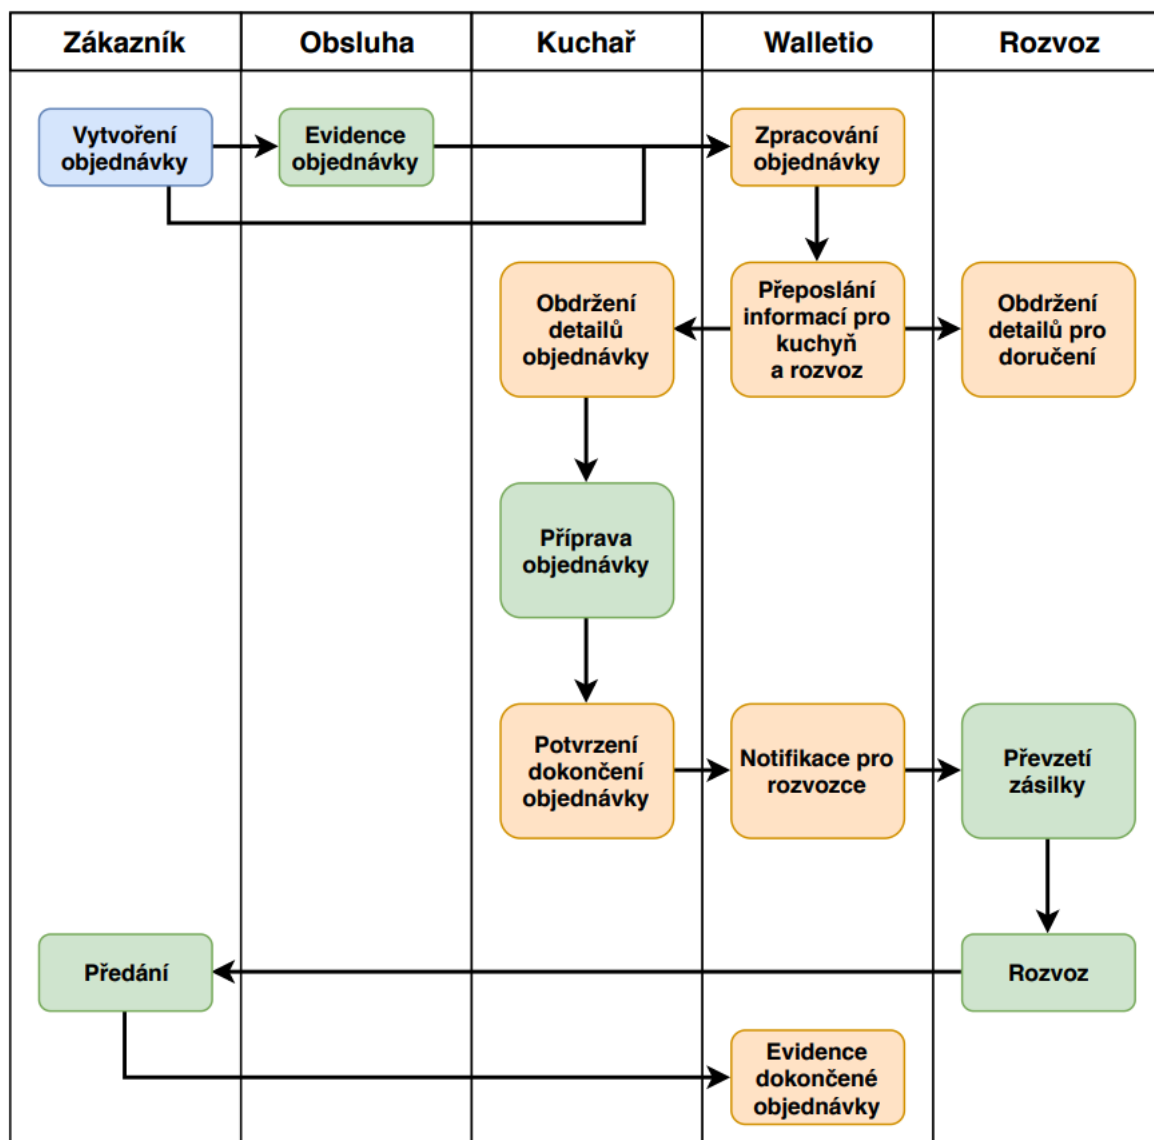 Zákazník
Obsluha
Kuchař
Walletio
Rozvoz
Vytvoření
objednávky
Evidence
objednávky
Zpracování
objednávky
Obdržení
detailů
objednávky
Přeposlání
informací pro
kuchyň
a rozvoz
Obdržení
detailů pro
doručení
Příprava
objednávky
Potvrzení
dokončení
objednávky
Notifikace pro
rozvozce
Převzetí
zásilky
Předání
Rozvoz
Evidence
dokončené
objednávky